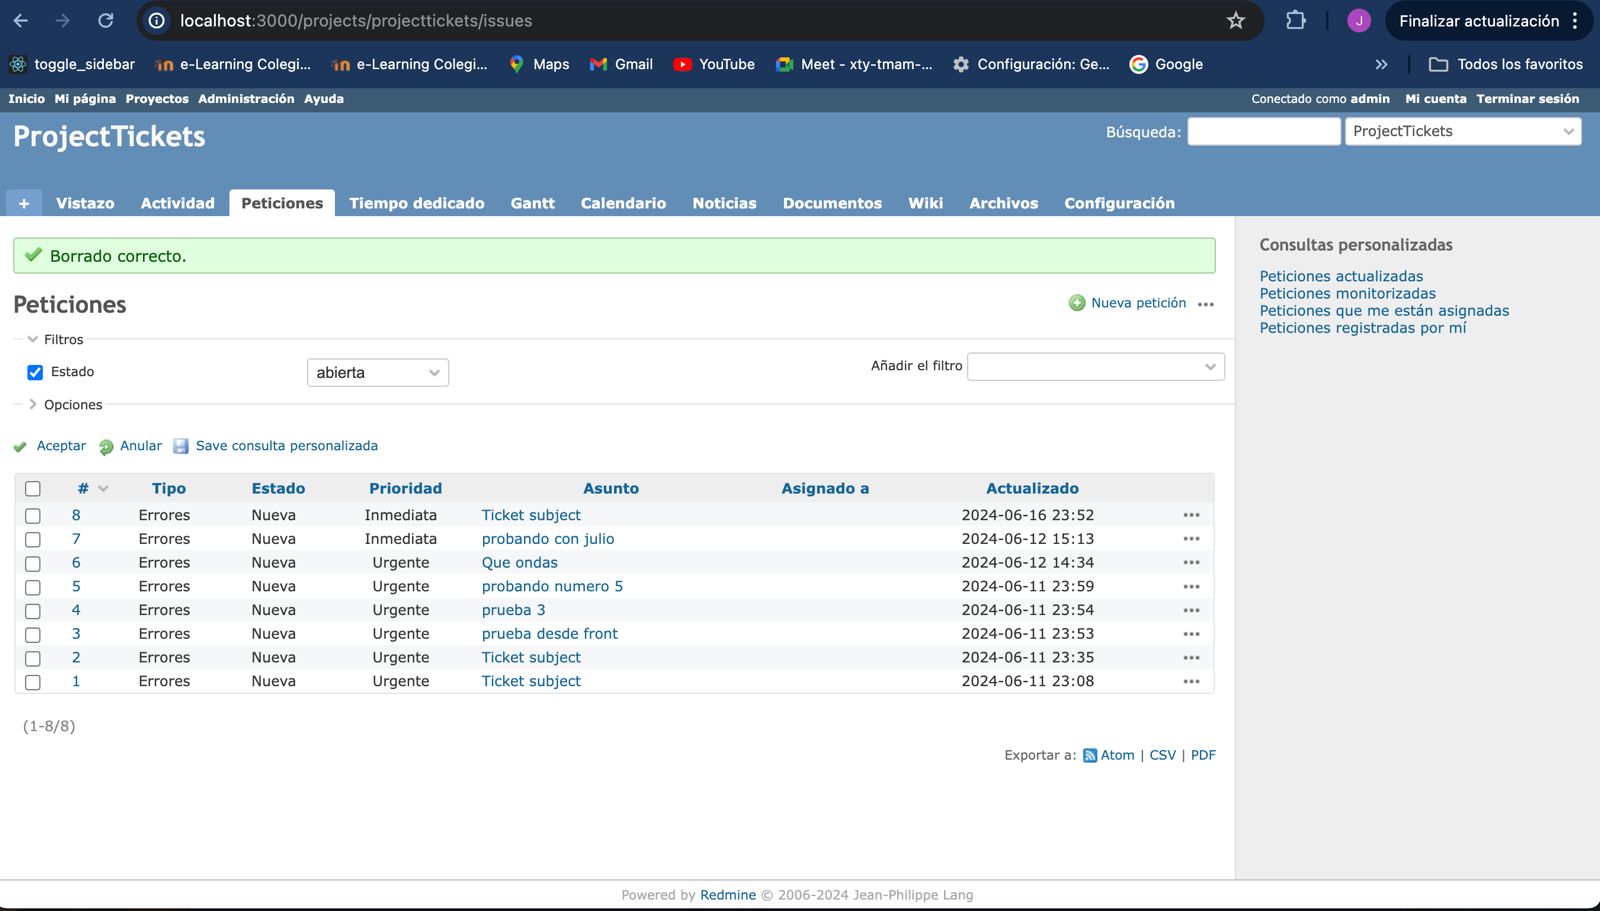 localhost:3000/projects/projecttickets/issues
J
Finalizar actualización
toggle_sidebar e-Learning Colegi... e-Learning Colegi... Maps Gmail YouTube Meet - xty-tmam-... Configuración: Ge... Google » Todos los favoritos
Inicio Mi página Proyectos Administración Ayuda Conectado como admin Mi cuenta Terminar sesión
ProjectTickets Búsqueda: ProjectTickets
+ Vistazo Actividad Peticiones Tiempo dedicado Gantt Calendario Noticias Documentos Wiki Archivos Configuración
Borrado correcto.
Peticiones Nueva petición ...
Filtros
Estado abierta Añadir el filtro
Opciones
Aceptar Anular Save consulta personalizada
# Tipo Estado Prioridad Asunto Asignado a Actualizado
8 Errores Nueva Inmediata Ticket subject 2024-06-16 23:52 ...
7 Errores Nueva Inmediata probando con julio 2024-06-12 15:13 ...
6 Errores Nueva Urgente Que ondas 2024-06-12 14:34 ...
5 Errores Nueva Urgente probando numero 5 2024-06-11 23:59 ...
4 Errores Nueva Urgente prueba 3 2024-06-11 23:54 ...
3 Errores Nueva Urgente prueba desde front 2024-06-11 23:53 ...
2 Errores Nueva Urgente Ticket subject 2024-06-11 23:35 ...
1 Errores Nueva Urgente Ticket subject 2024-06-11 23:08 ...
(1-8/8)
Exportar a: Atom | CSV | PDF
Consultas personalizadas
Peticiones actualizadas
Peticiones monitorizadas
Peticiones que me están asignadas
Peticiones registradas por mí
Powered by Redmine © 2006-2024 Jean-Philippe Lang